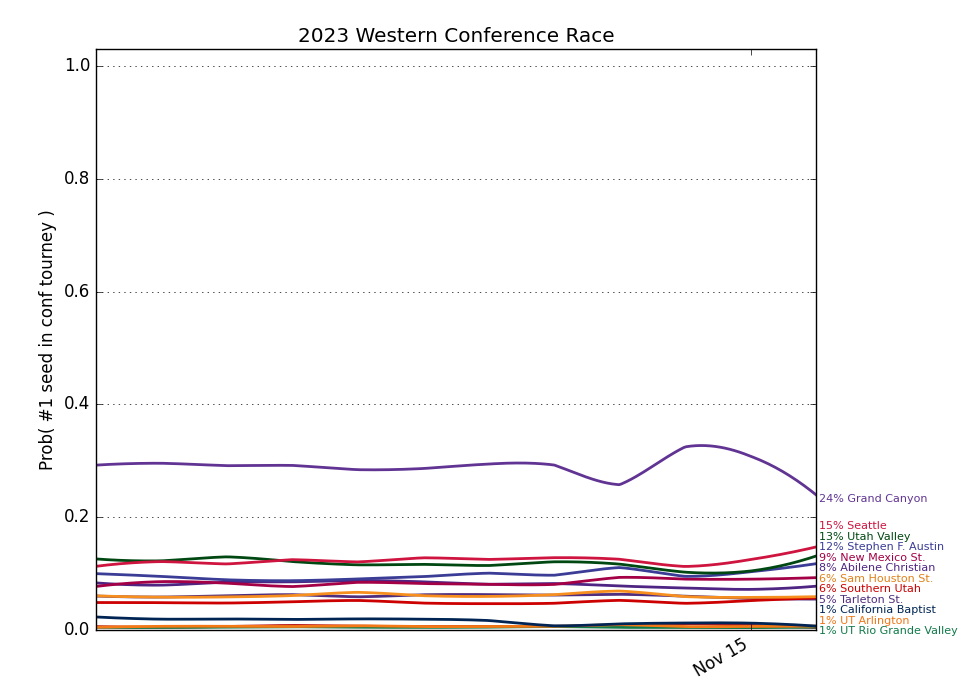 2023 Western Conference Race
Prob( #1 seed in conf tourney )
1.0
0.8
0.6
0.4
0.2
0.0
Nov 15
24% Grand Canyon
15% Seattle
13% Utah Valley
12% Stephen F. Austin
9% New Mexico St.
8% Abilene Christian
6% Sam Houston St.
6% Southern Utah
5% Tarleton St.
1% California Baptist
1% UT Arlington
1% UT Rio Grande Valley